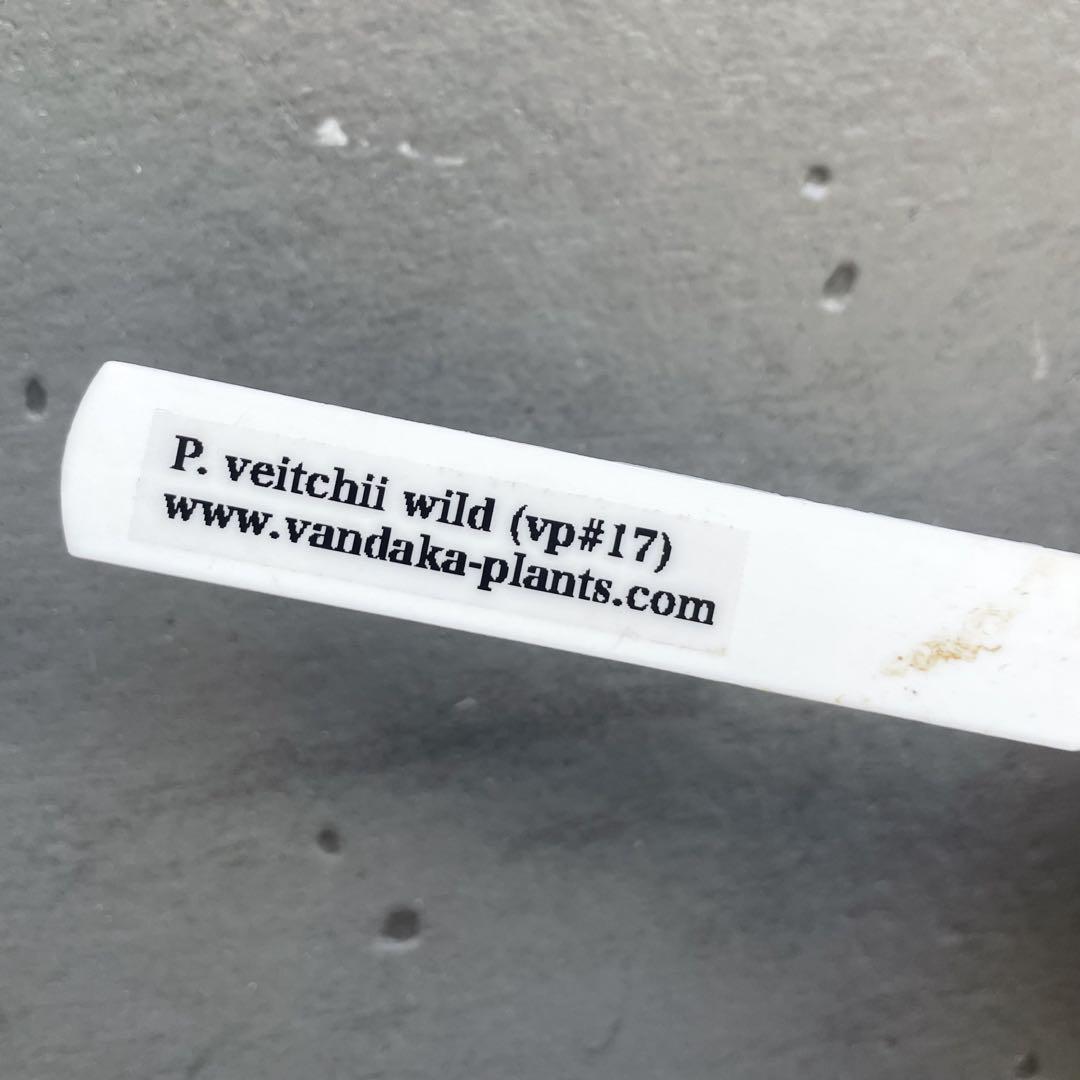 P. veitchii wild (vp#17)
www.vandaka-plants.com